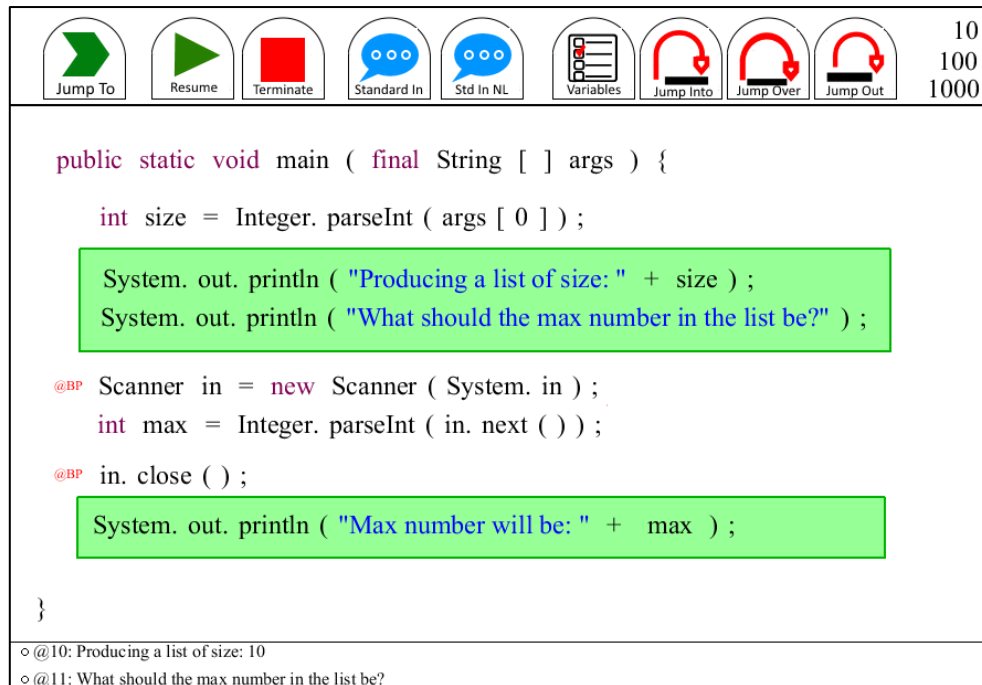 Jump To Resume Terminate Standard In Std In NL Variables Jump Into Jump Over Jump Out
10
100
1000
public static void main ( final String [ ] args ) {
int size = Integer. parseInt ( args [ 0 ] ) ;
System. out. println ( "Producing a list of size: " + size ) ;
System. out. println ( "What should the max number in the list be?" ) ;
@BP Scanner in = new Scanner ( System. in ) ;
int max = Integer. parseInt ( in. next ( ) ) ;
@BP in. close ( ) ;
System. out. println ( "Max number will be: " + max ) ;
}
@10: Producing a list of size: 10
@11: What should the max number in the list be?